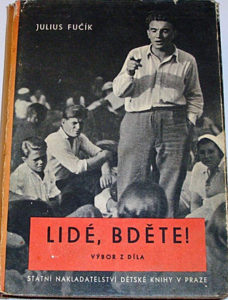 JULIUS FUČÍK
LIDÉ, BDĚTE!
VÝBOR Z DÍLA
STÁTNÍ NAKLADATELSTVÍ DĚTSKÉ KNIHY V PRAZE